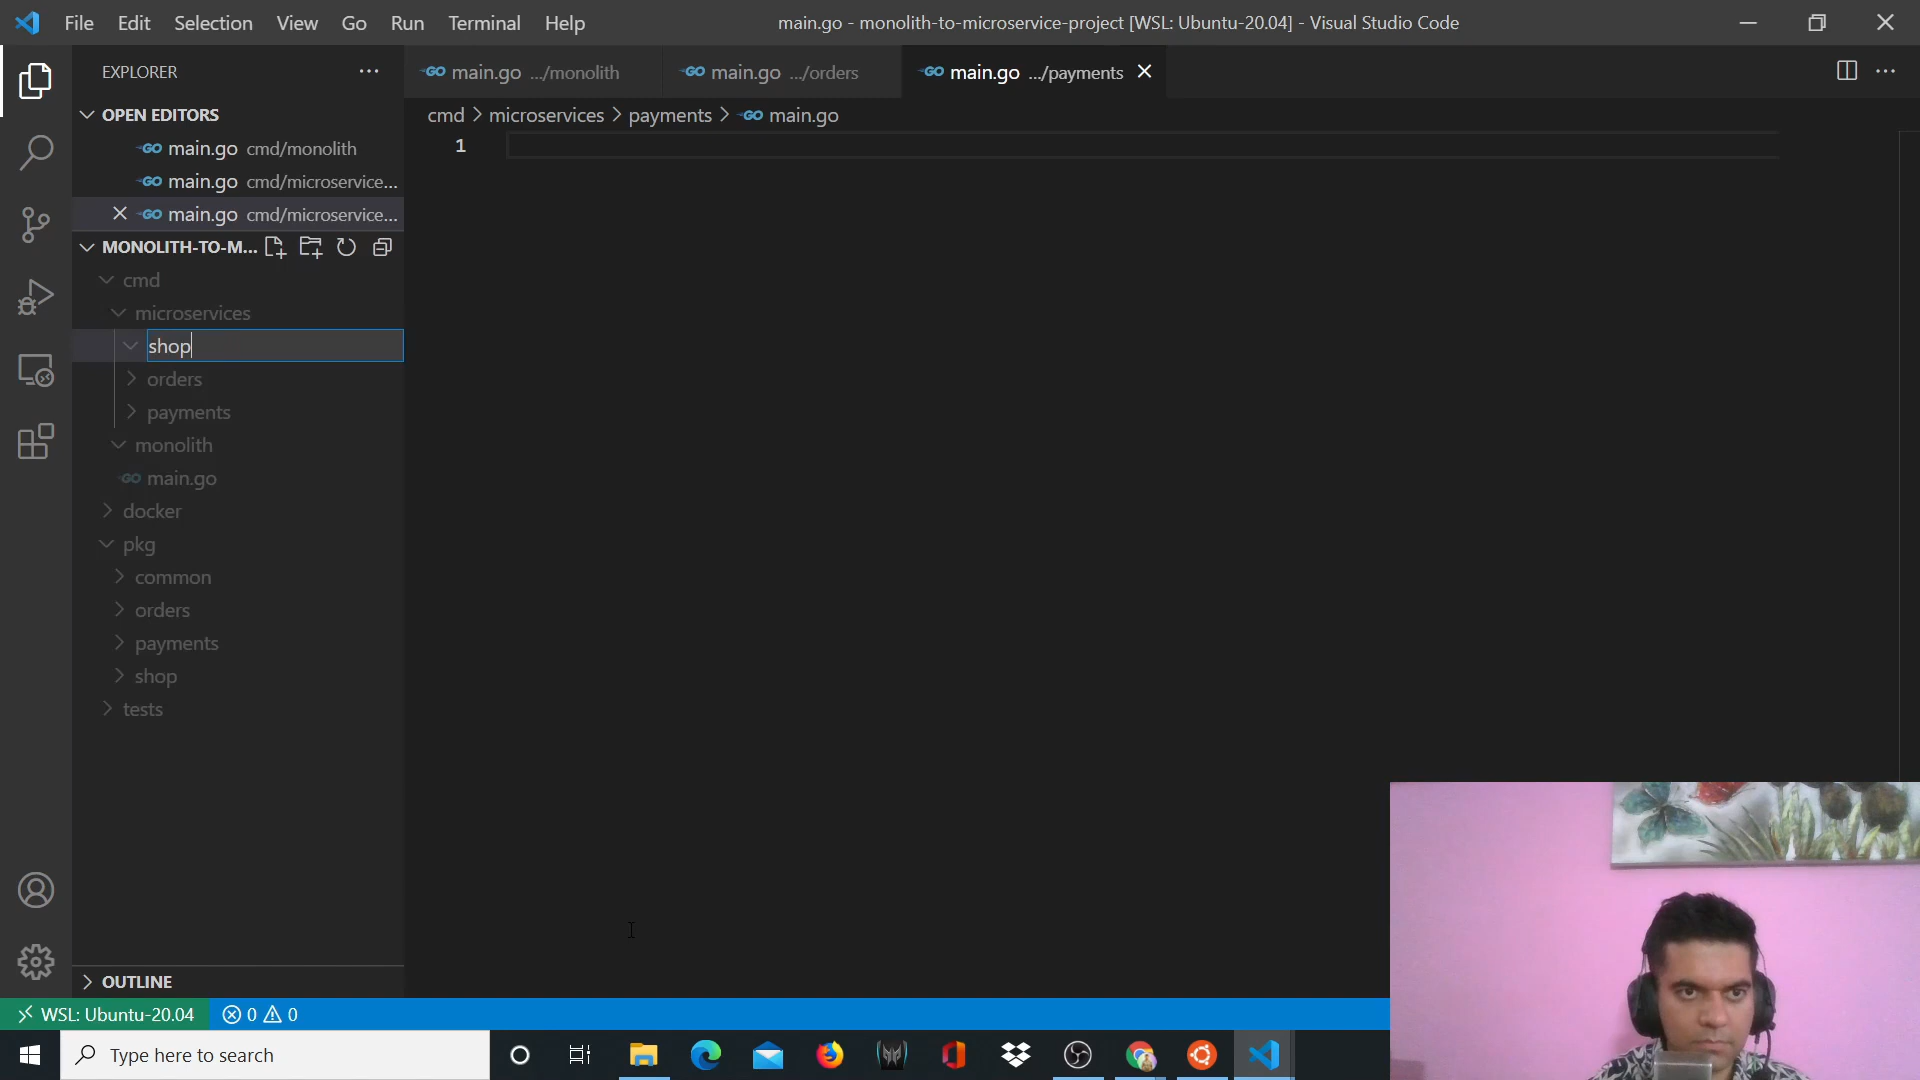 File Edit Selection View Go Run Terminal Help
main.go - monolith-to-microservice-project [WSL: Ubuntu-20.04] - Visual Studio Code
EXPLORER
main.go .../monolith
main.go .../orders
main.go .../payments
OPEN EDITORS
main.go cmd/monolith
main.go cmd/microservice...
main.go cmd/microservice...
MONOLITH-TO-M...
cmd
microservices
shop
orders
payments
monolith
main.go
docker
pkg
common
orders
payments
shop
tests
OUTLINE
cmd > microservices > payments > main.go
1
WSL: Ubuntu-20.04 0 0
Type here to search